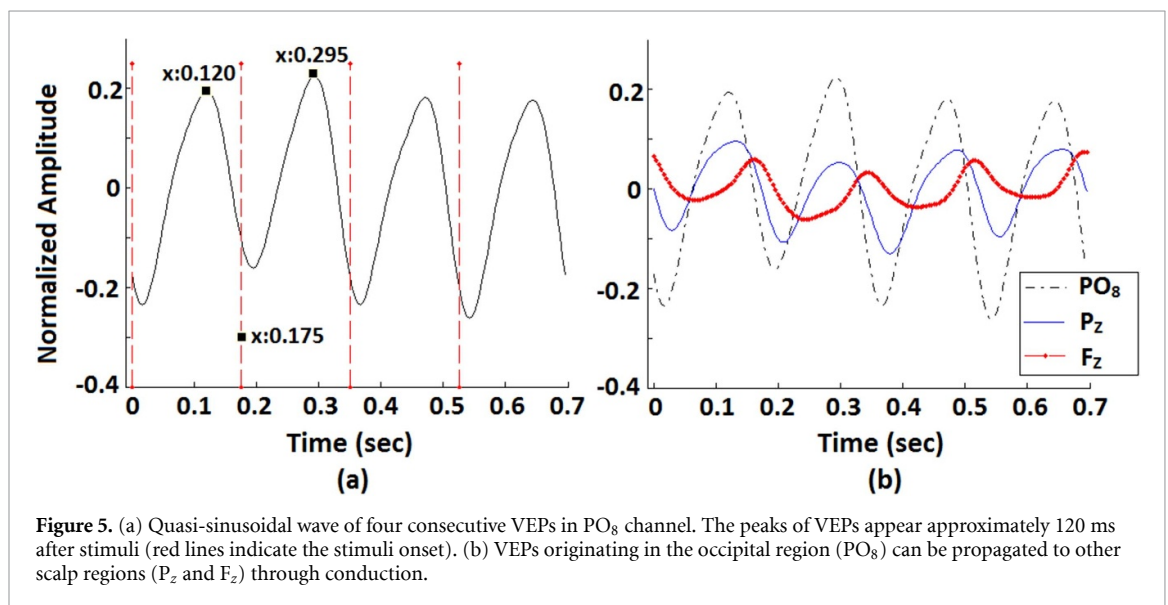 x:0.120
x:0.295
x:0.175
0.2
0
-0.2
-0.4
Normalized Amplitude
0 0.1 0.2 0.3 0.4 0.5 0.6 0.7
Time (sec)
(a)
0.2
0
-0.2
-0.4
PO₈
P_z
F_z
0 0.1 0.2 0.3 0.4 0.5 0.6 0.7
Time (sec)
(b)
Figure 5. (a) Quasi-sinusoidal wave of four consecutive VEPs in PO₈ channel. The peaks of VEPs appear approximately 120 ms
after stimuli (red lines indicate the stimuli onset). (b) VEPs originating in the occipital region (PO₈) can be propagated to other
scalp regions (P_z and F_z) through conduction.